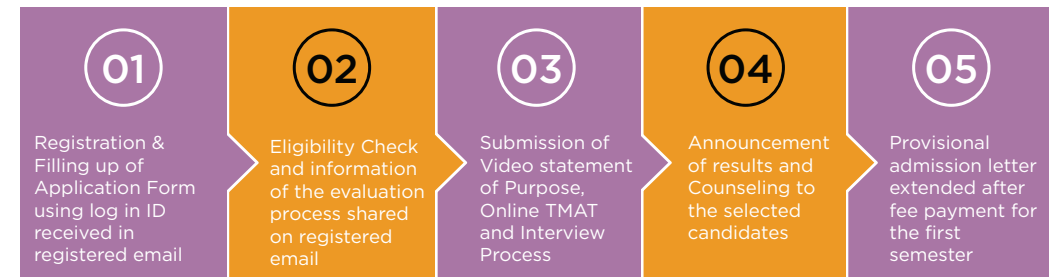 01
Registration &
Filling up of
Application Form
using log in ID
received in
registered email
02
Eligibility Check
and information
of the evaluation
process shared
on registered
email
03
Submission of
Video statement
of Purpose,
Online TMAT
and Interview
Process
04
Announcement
of results and
Counseling to
the selected
candidates
05
Provisional
admission letter
extended after
fee payment for
the first
semester